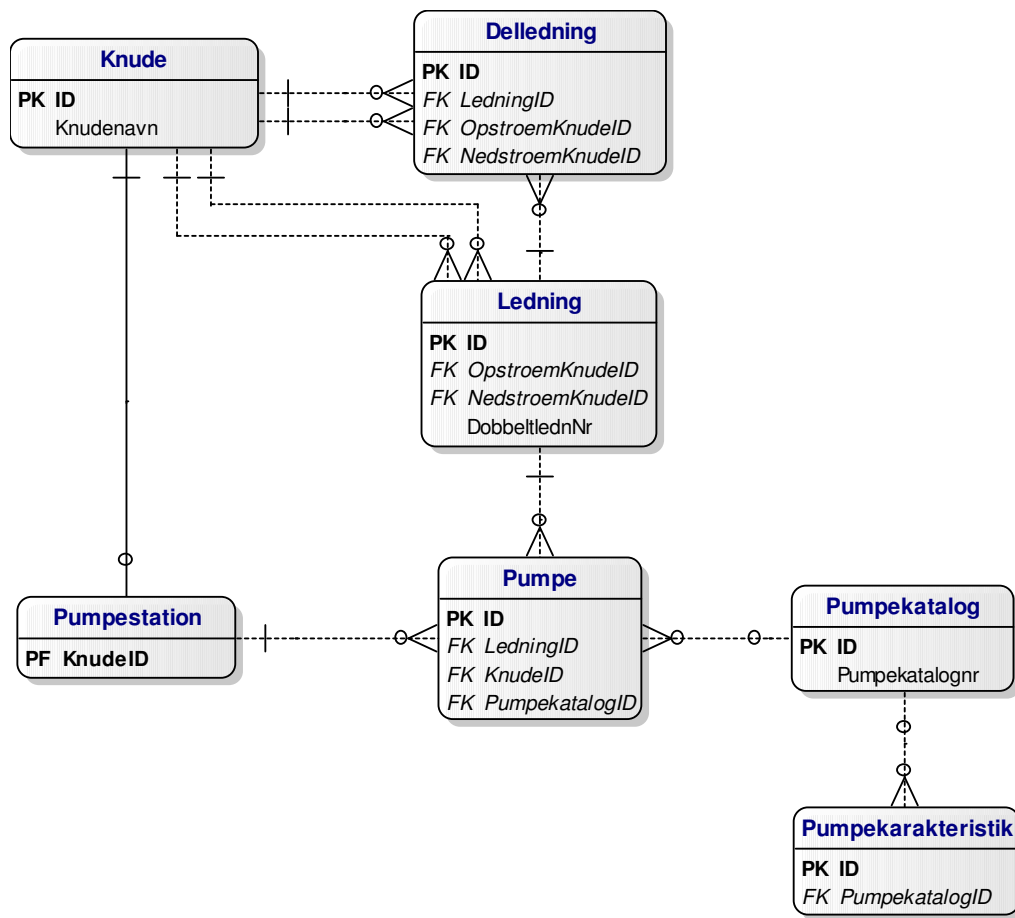 Knude
PK ID
Knudenavn
Delledning
PK ID
FK LedningID
FK OpstroemKnudeID
FK NedstroemKnudeID
Ledning
PK ID
FK OpstroemKnudeID
FK NedstroemKnudeID
DobbeltlednNr
Pumpestation
PF KnudeID
Pumpe
PK ID
FK LedningID
FK KnudeID
FK PumpekatalogID
Pumpekatalog
PK ID
Pumpekatalognr
Pumpekarakteristik
PK ID
FK PumpekatalogID